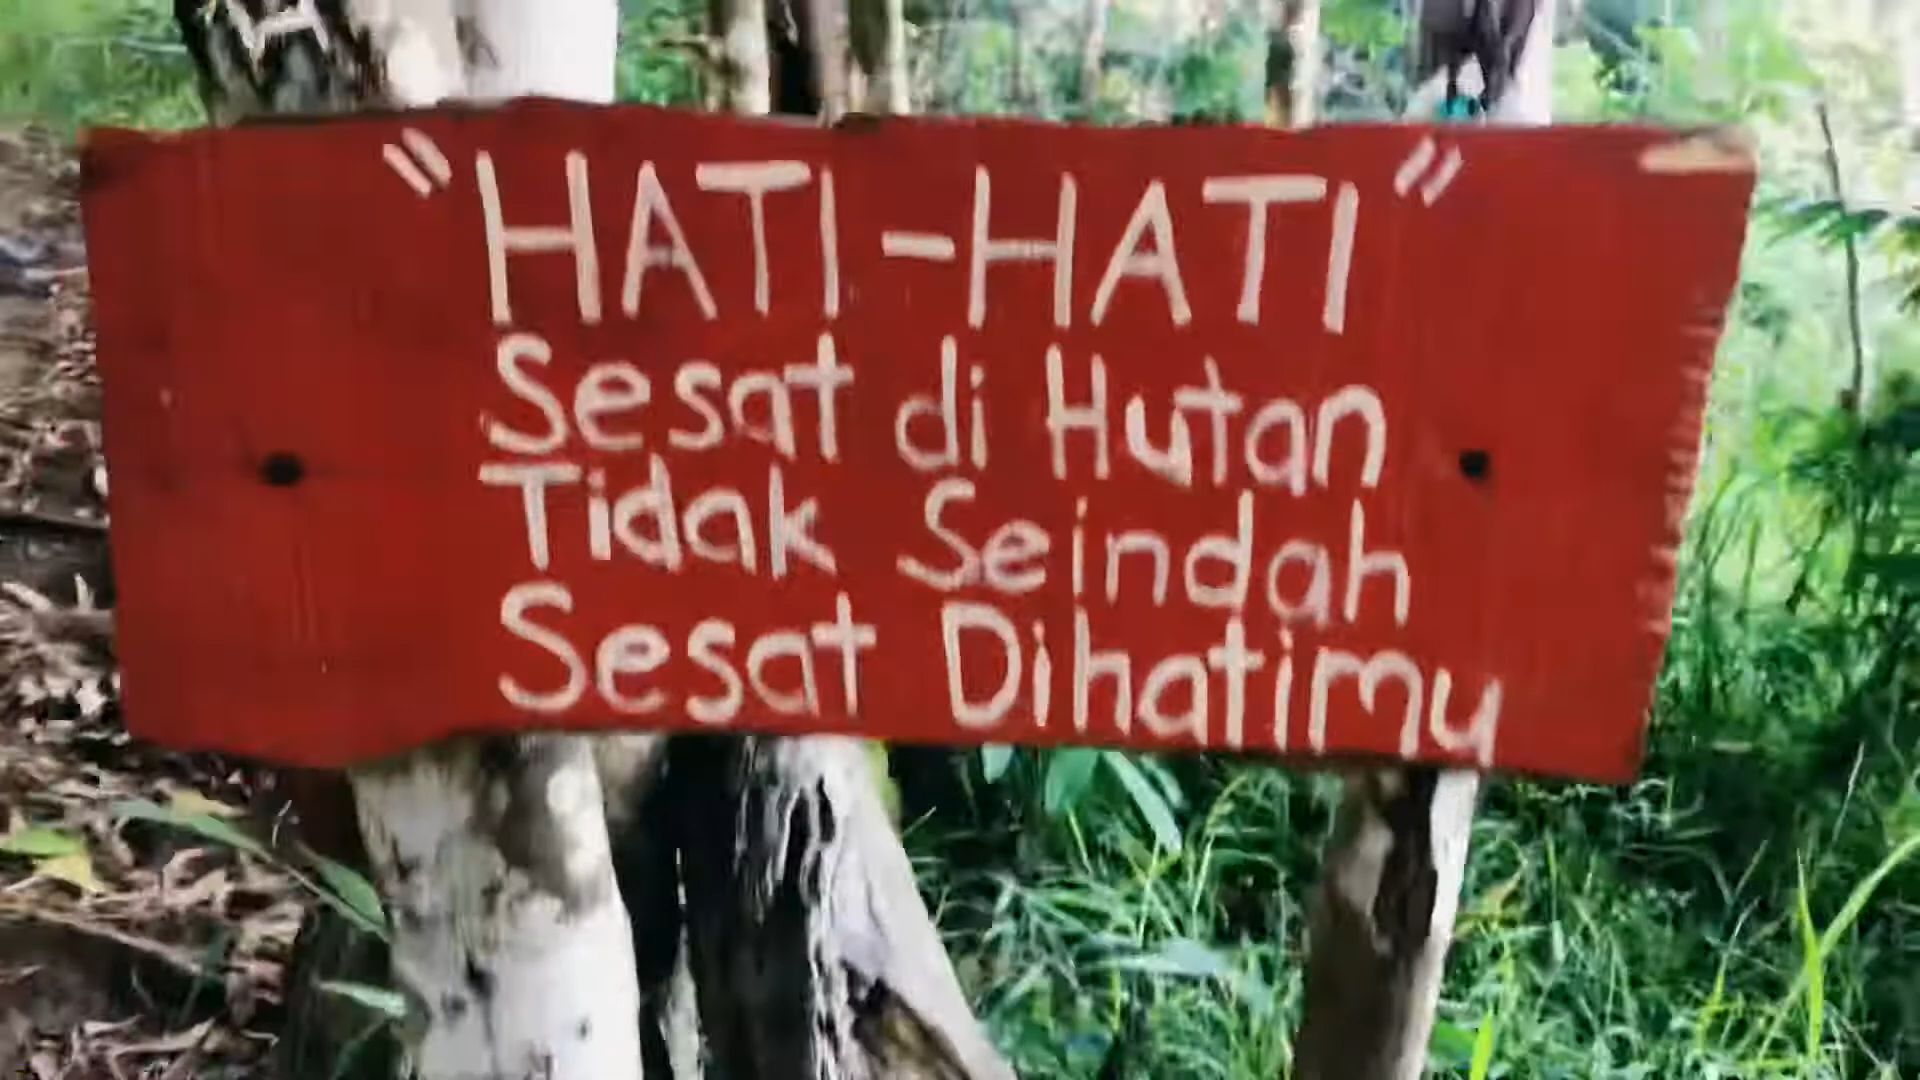 "HATI-HATI"
Sesat di Hutan
Tidak Seindah
Sesat Dihatimu